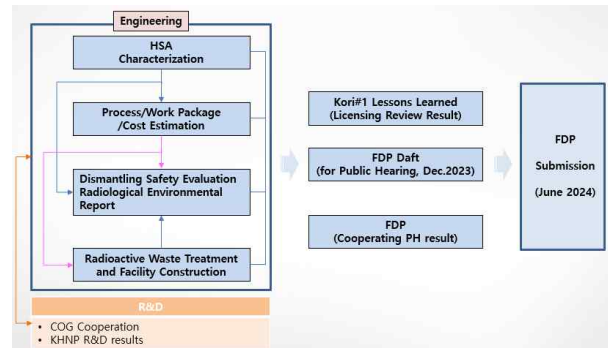 Engineering
HSA
Characterization
Process/Work Package
/Cost Estimation
Dismantling Safety Evaluation
Radiological Environmental
Report
Radioactive Waste Treatment
and Facility Construction
R&D
• COG Cooperation
• KHNP R&D results
Kori#1 Lessons Learned
(Licensing Review Result)
FDP Daft
(for Public Hearing, Dec.2023)
FDP
(Cooperating PH result)
FDP
Submission
(June 2024)